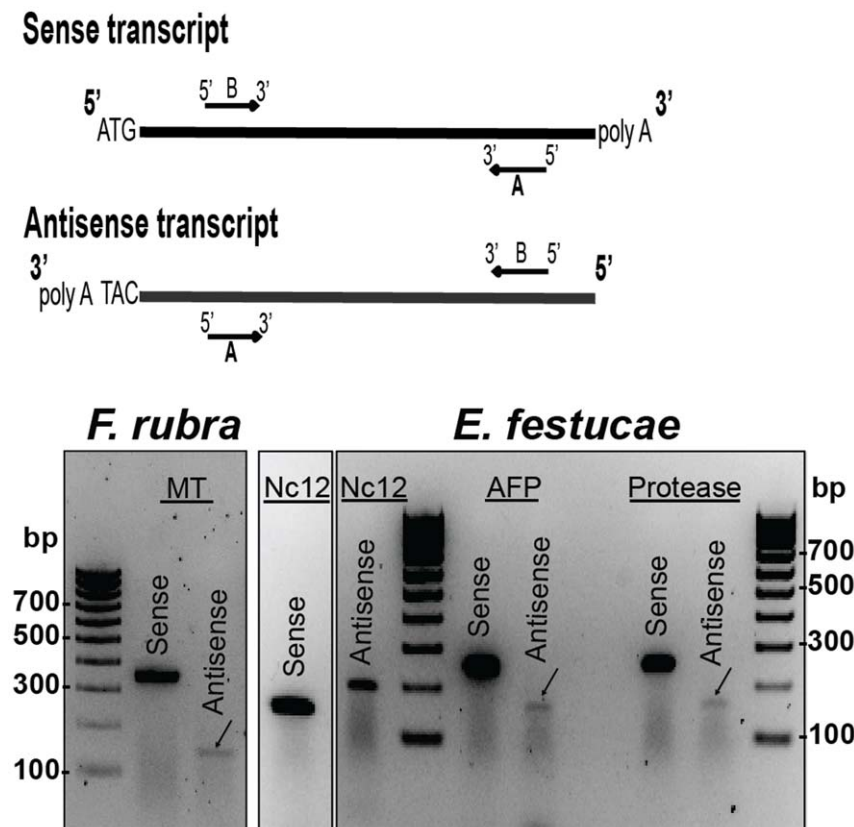 Sense transcript
5' B 3'
5' 3'
ATG poly A
3' 5'
A
Antisense transcript
3' B 5'
3' 5'
poly A TAC
5' 3'
A
F. rubra E. festucae
MT Nc12 Nc12 AFP Protease
bp bp
Sense Antisense Sense Antisense Sense Antisense Sense Antisense
700 700
500 500
300 300
100 100